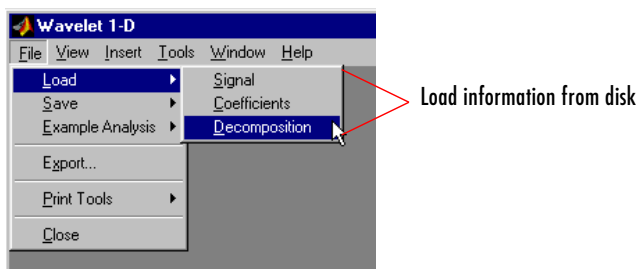 Wavelet 1-D
File View Insert Tools Window Help
Load
Save
Example Analysis
Export...
Print Tools
Close
Signal
Coefficients
Decomposition
Load information from disk